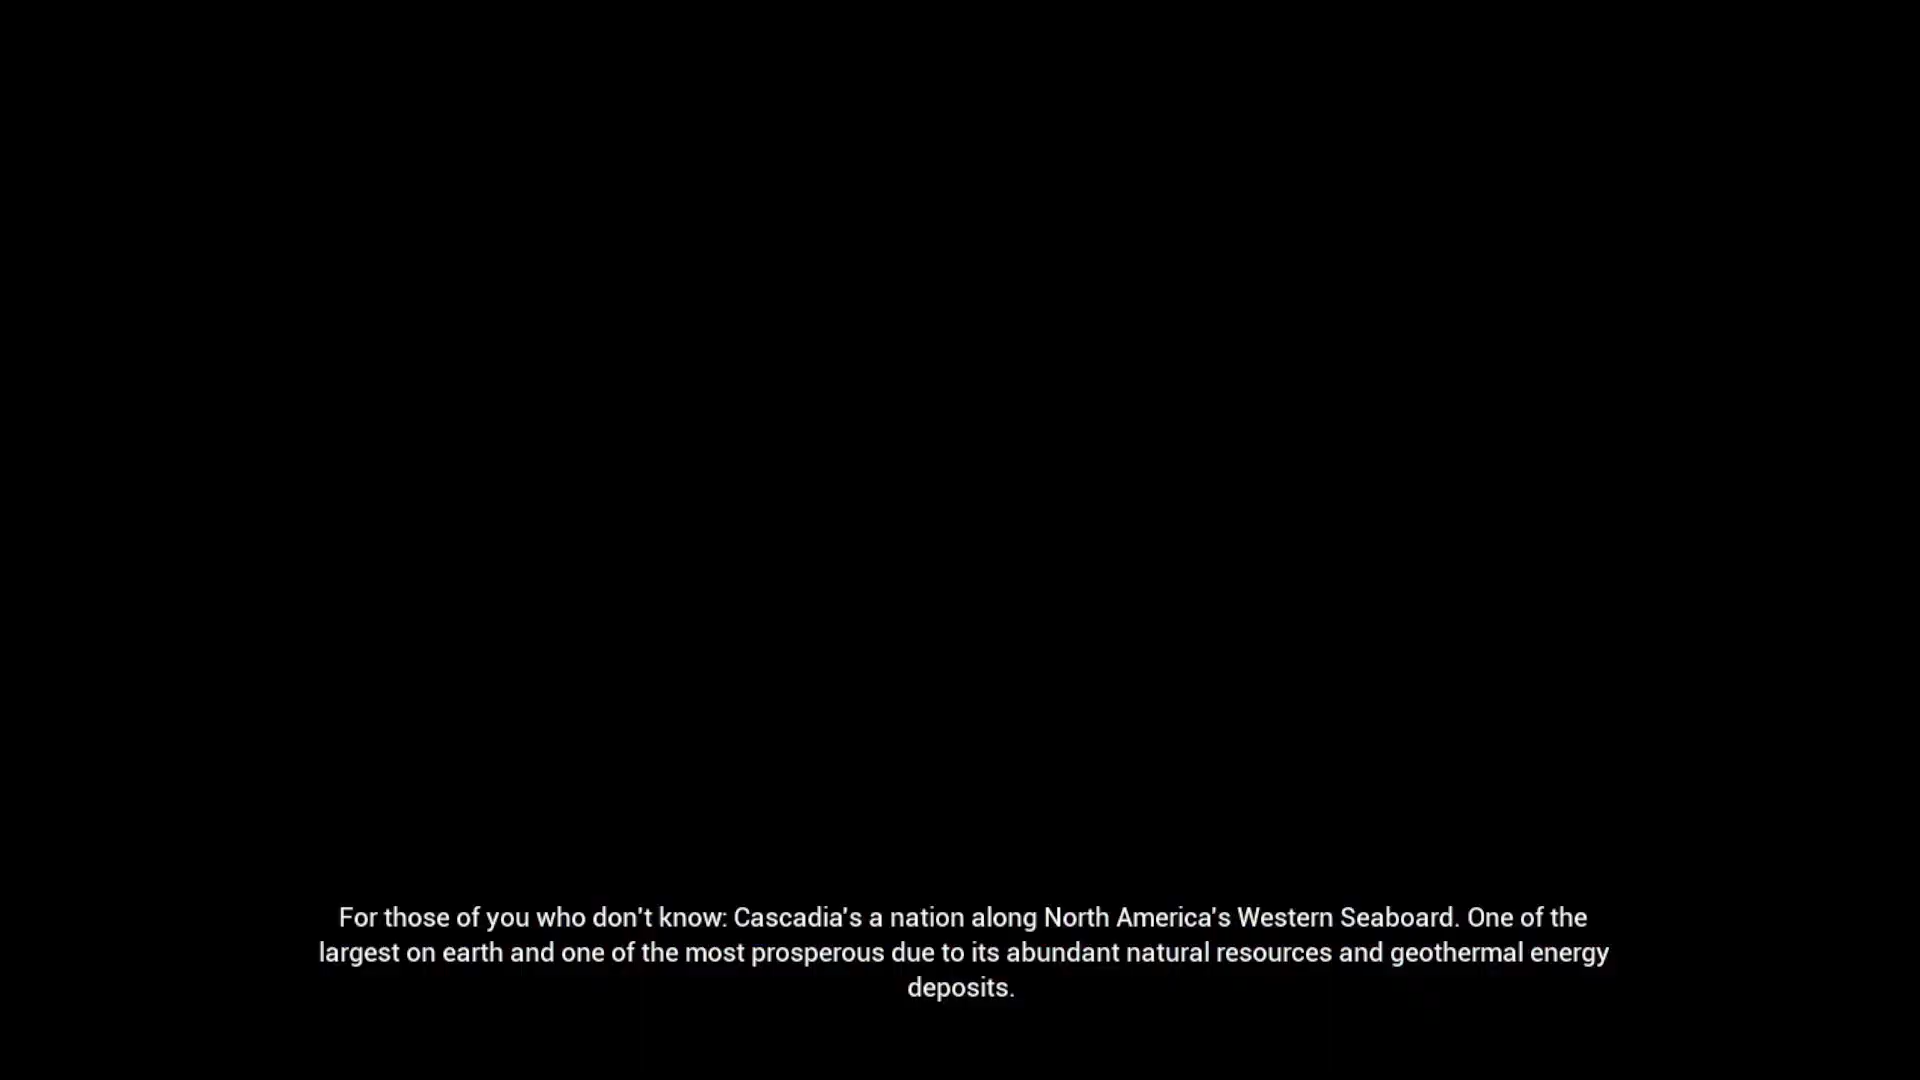 For those of you who don't know: Cascadia's a nation along North America's Western Seaboard. One of the
largest on earth and one of the most prosperous due to its abundant natural resources and geothermal energy
deposits.